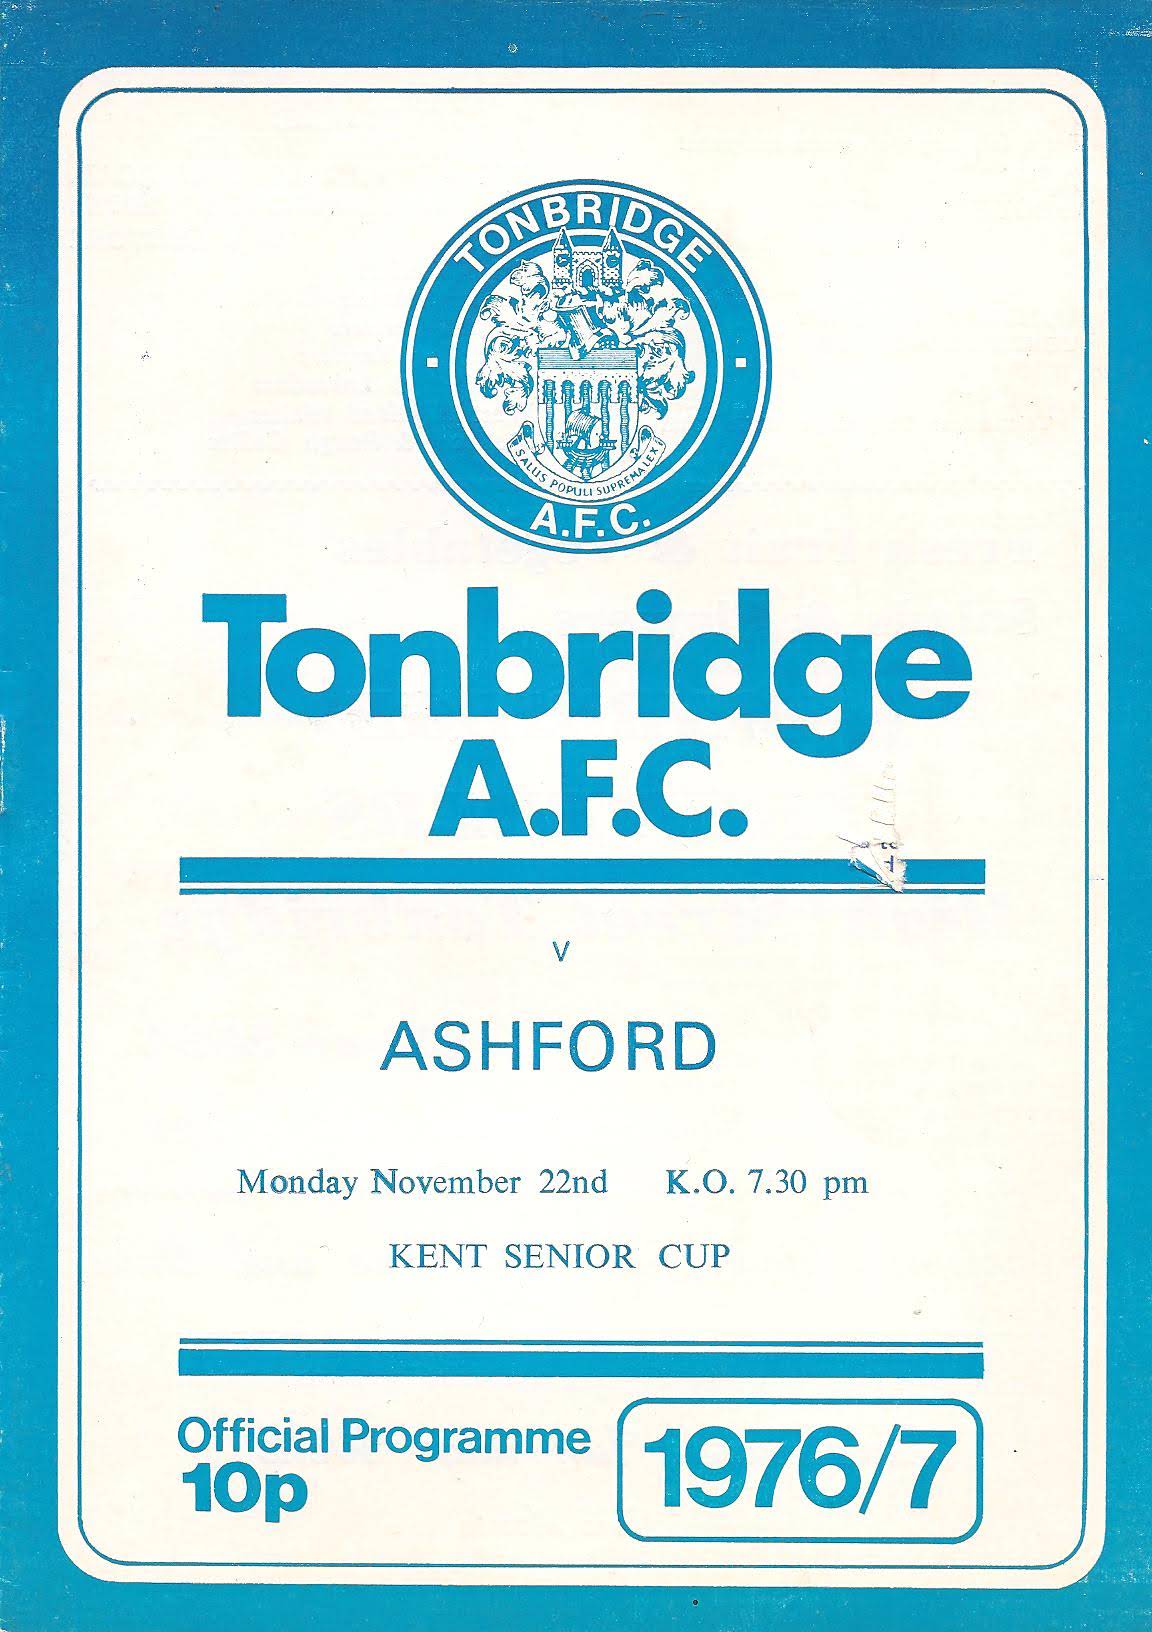 TONBRIDGE
SALUS POPULI SUPREMA LEX
A.F.C.
Tonbridge
A.F.C.
v
ASHFORD
Monday November 22nd K.O. 7.30 pm
KENT SENIOR CUP
Official Programme
10p
1976/7